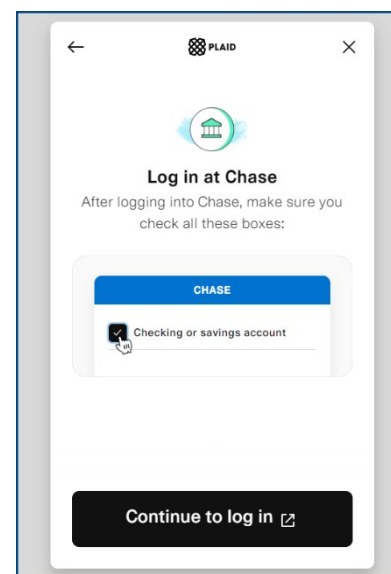 PLAID
Log in at Chase
After logging into Chase, make sure you
check all these boxes:
CHASE
Checking or savings account
Continue to log in